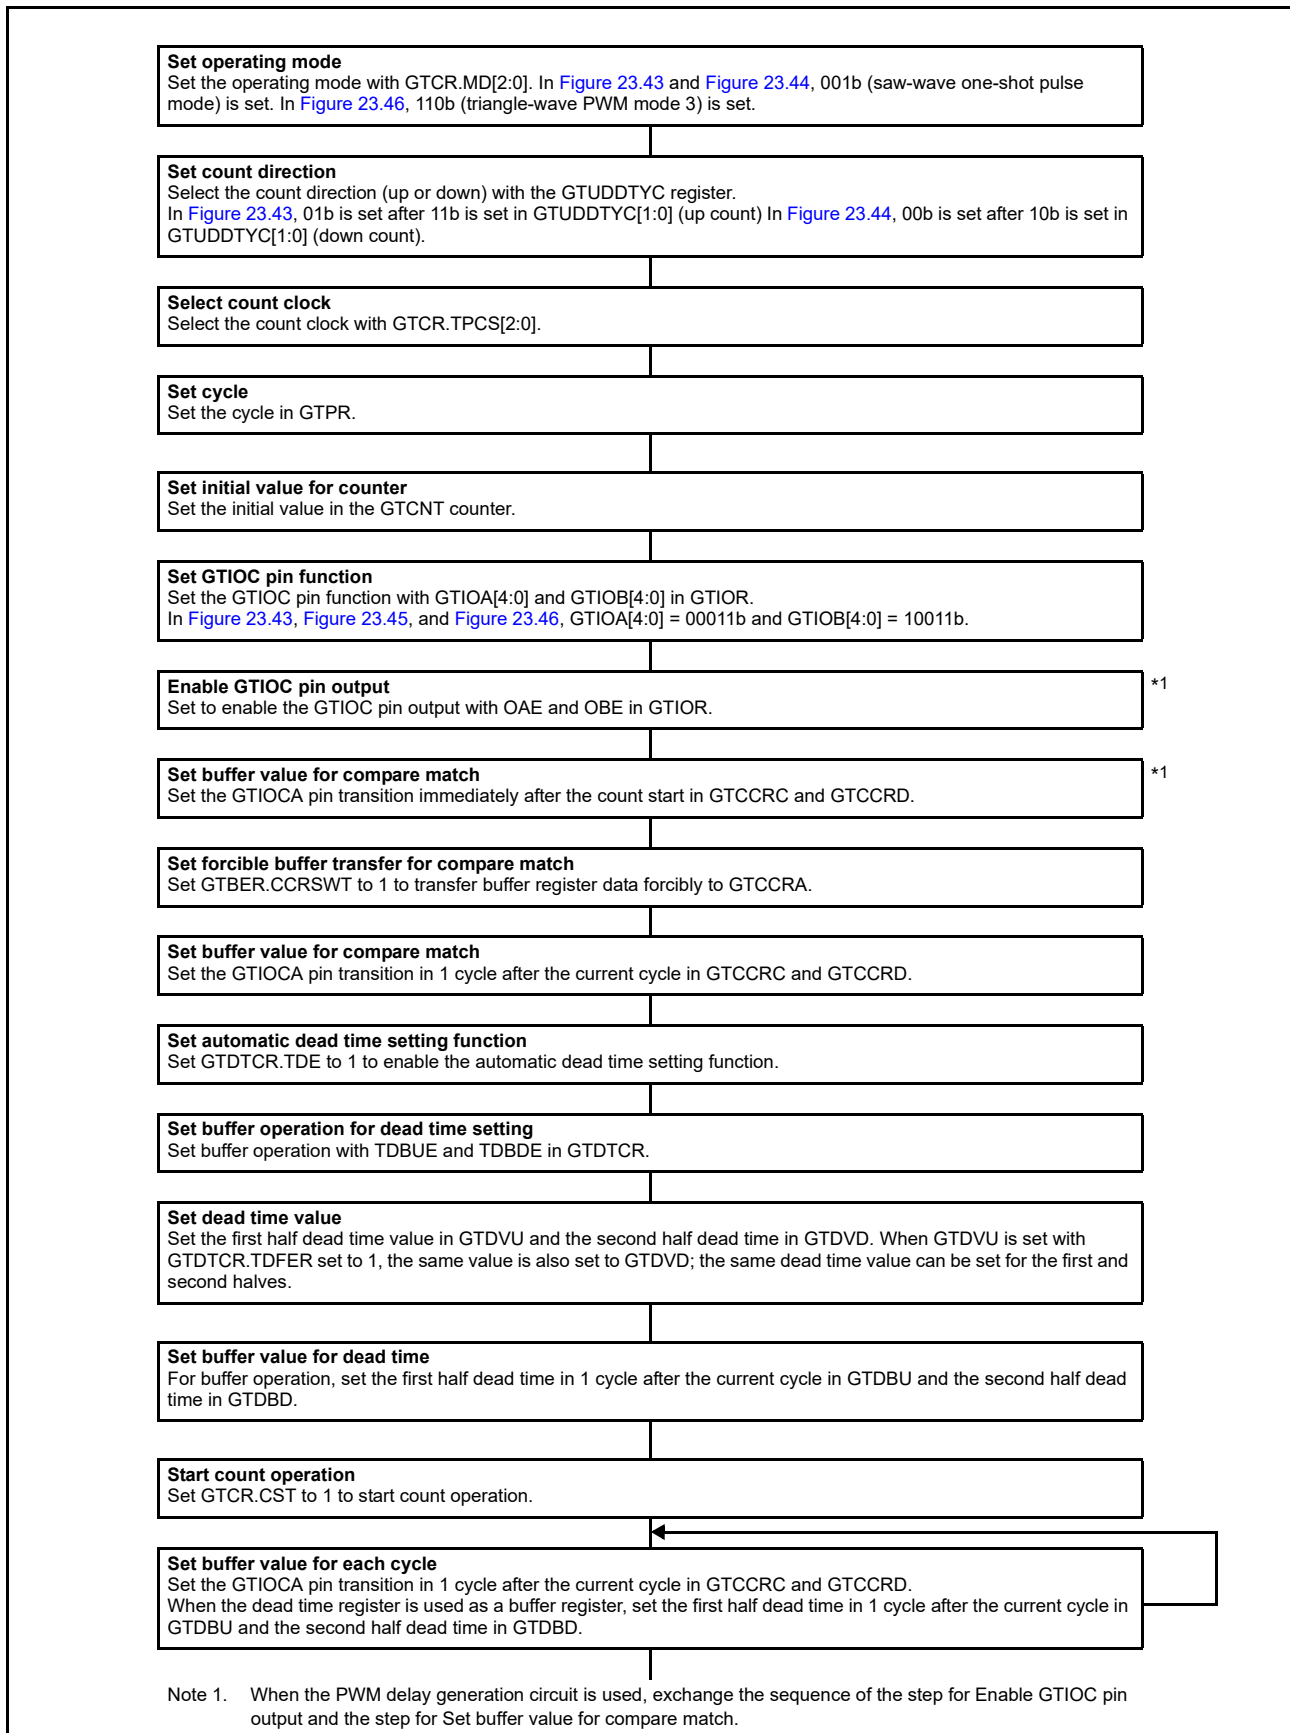 Set operating mode
Set the operating mode with GTCR.MD[2:0]. In Figure 23.43 and Figure 23.44, 001b (saw-wave one-shot pulse
mode) is set. In Figure 23.46, 110b (triangle-wave PWM mode 3) is set.
Set count direction
Select the count direction (up or down) with the GTUDDTYC register.
In Figure 23.43, 01b is set after 11b is set in GTUDDTYC[1:0] (up count) In Figure 23.44, 00b is set after 10b is set in
GTUDDTYC[1:0] (down count).
Select count clock
Select the count clock with GTCR.TPCS[2:0].
Set cycle
Set the cycle in GTPR.
Set initial value for counter
Set the initial value in the GTCNT counter.
Set GTIOC pin function
Set the GTIOC pin function with GTIOA[4:0] and GTIOB[4:0] in GTIOR.
In Figure 23.43, Figure 23.45, and Figure 23.46, GTIOA[4:0] = 00011b and GTIOB[4:0] = 10011b.
Enable GTIOC pin output *1
Set to enable the GTIOC pin output with OAE and OBE in GTIOR.
Set buffer value for compare match *1
Set the GTIOCA pin transition immediately after the count start in GTCCRC and GTCCRD.
Set forcible buffer transfer for compare match
Set GTBER.CCRSWT to 1 to transfer buffer register data forcibly to GTCCRA.
Set buffer value for compare match
Set the GTIOCA pin transition in 1 cycle after the current cycle in GTCCRC and GTCCRD.
Set automatic dead time setting function
Set GTDTCR.TDE to 1 to enable the automatic dead time setting function.
Set buffer operation for dead time setting
Set buffer operation with TDBUE and TDBDE in GTDTCR.
Set dead time value
Set the first half dead time value in GTDVU and the second half dead time in GTDVD. When GTDVU is set with
GTDTCR.TDFER set to 1, the same value is also set to GTDVD; the same dead time value can be set for the first and
second halves.
Set buffer value for dead time
For buffer operation, set the first half dead time in 1 cycle after the current cycle in GTDBU and the second half dead
time in GTDBD.
Start count operation
Set GTCR.CST to 1 to start count operation.
Set buffer value for each cycle
Set the GTIOCA pin transition in 1 cycle after the current cycle in GTCCRC and GTCCRD.
When the dead time register is used as a buffer register, set the first half dead time in 1 cycle after the current cycle in
GTDBU and the second half dead time in GTDBD.
Note 1. When the PWM delay generation circuit is used, exchange the sequence of the step for Enable GTIOC pin
output and the step for Set buffer value for compare match.